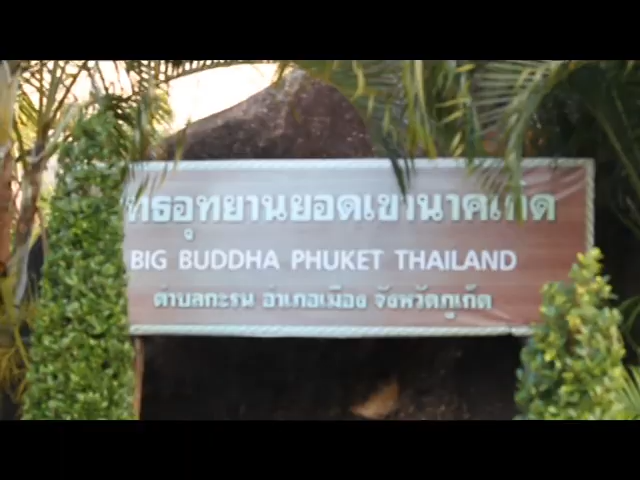 ทธอุทยานยอดเขานาคเกิด
BIG BUDDHA PHUKET THAILAND
ตำบลกะรน อำเภอเมือง จังหวัดภูเก็ต